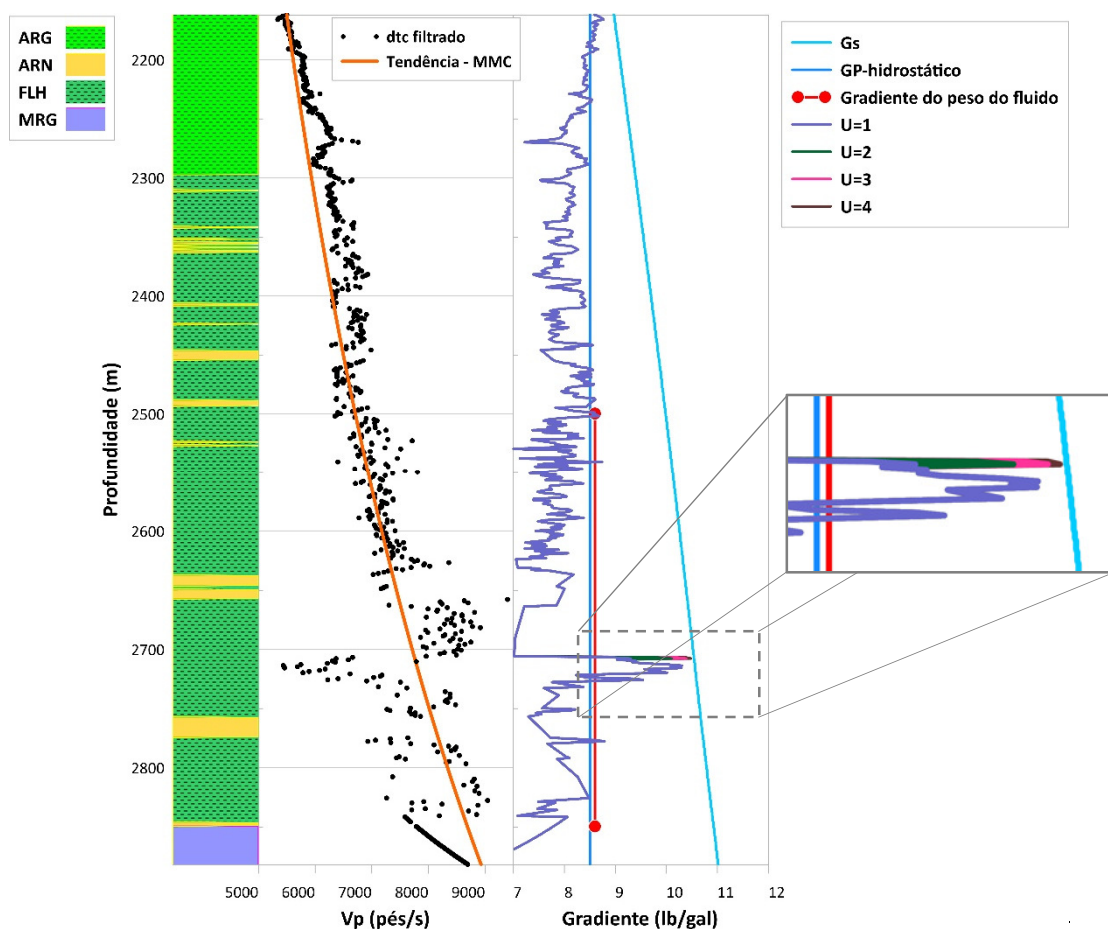 ARG
ARN
FLH
MRG
dtc filtrado
Tendência - MMC
Gs
GP-hidrostático
Gradiente do peso do fluido
U=1
U=2
U=3
U=4
Profundidade (m)
2200
2300
2400
2500
2600
2700
2800
5000 6000 7000 8000 9000
7 8 9 10 11 12
Vp (pés/s)
Gradiente (lb/gal)